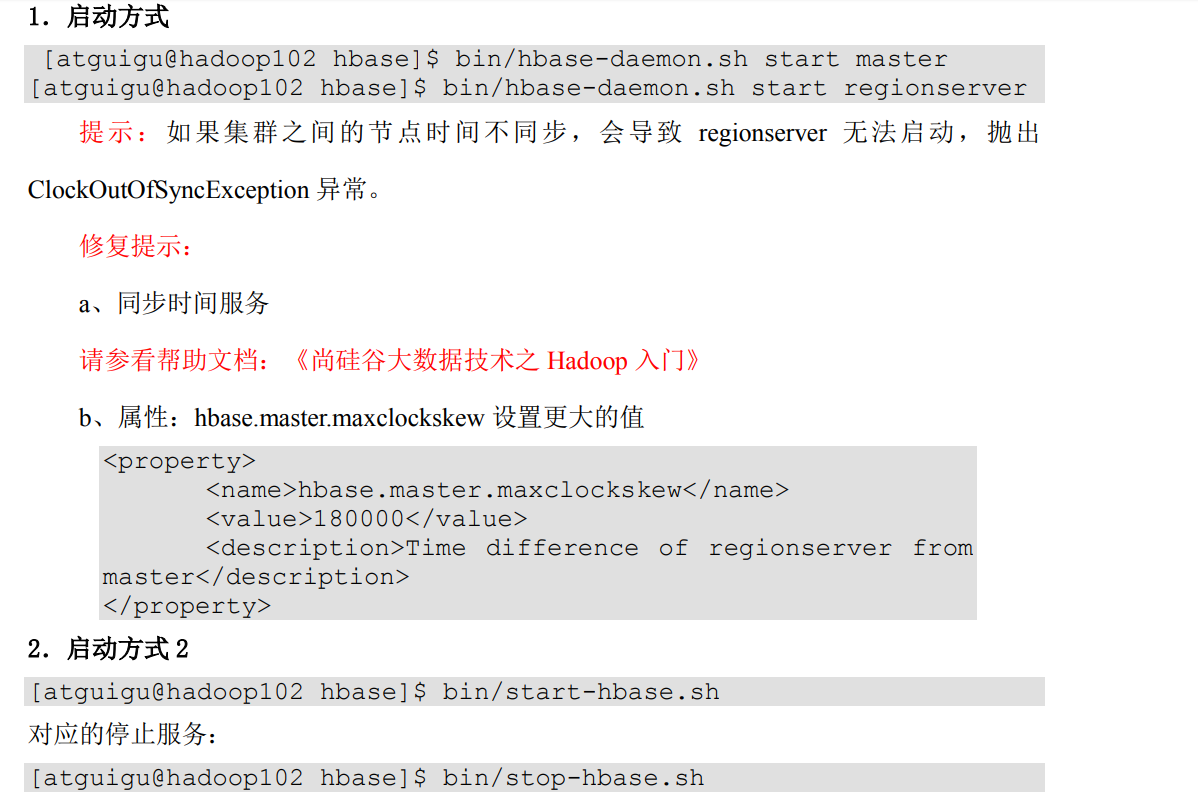 1．启动方式
[atguigu@hadoop102 hbase]$ bin/hbase-daemon.sh start master
[atguigu@hadoop102 hbase]$ bin/hbase-daemon.sh start regionserver
提示：如果集群之间的节点时间不同步，会导致 regionserver 无法启动，抛出
ClockOutOfSyncException 异常。
修复提示：
a、同步时间服务
请参看帮助文档：《尚硅谷大数据技术之 Hadoop 入门》
b、属性：hbase.master.maxclockskew 设置更大的值
<property>
<name>hbase.master.maxclockskew</name>
<value>180000</value>
<description>Time difference of regionserver from
master</description>
</property>
2．启动方式 2
[atguigu@hadoop102 hbase]$ bin/start-hbase.sh
对应的停止服务：
[atguigu@hadoop102 hbase]$ bin/stop-hbase.sh